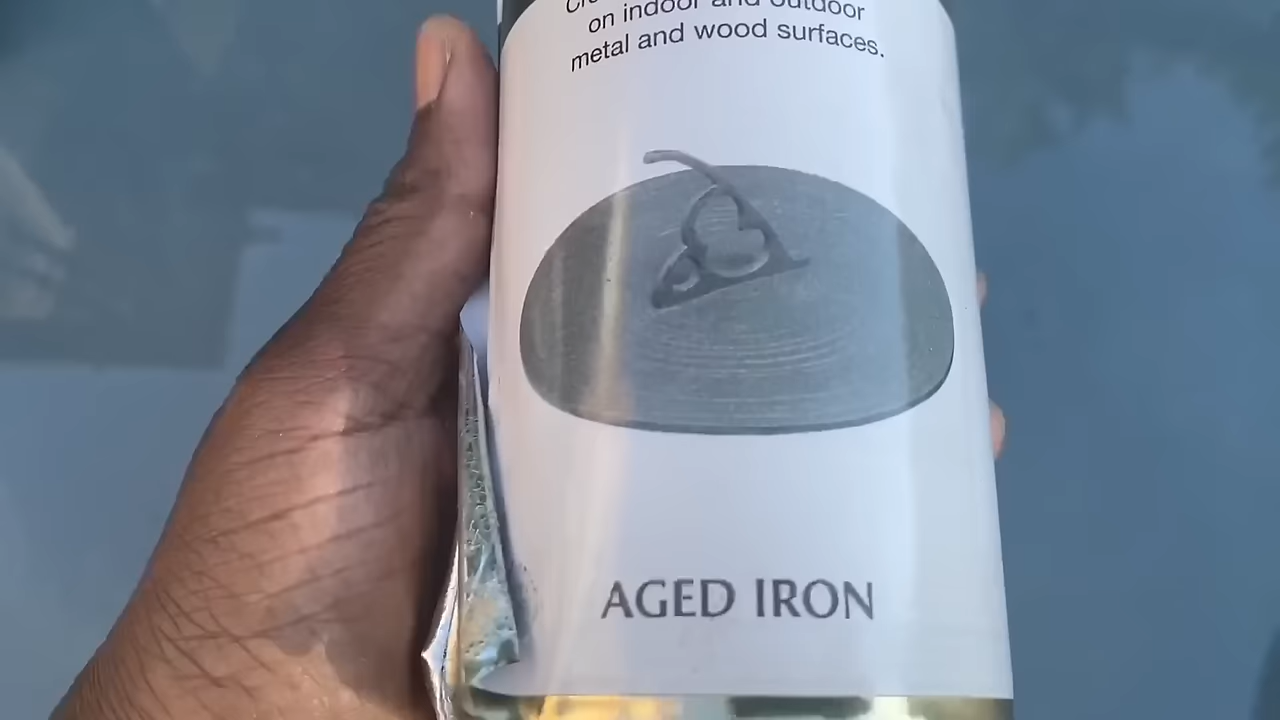 on indoor and outdoor
metal and wood surfaces.
AGED IRON